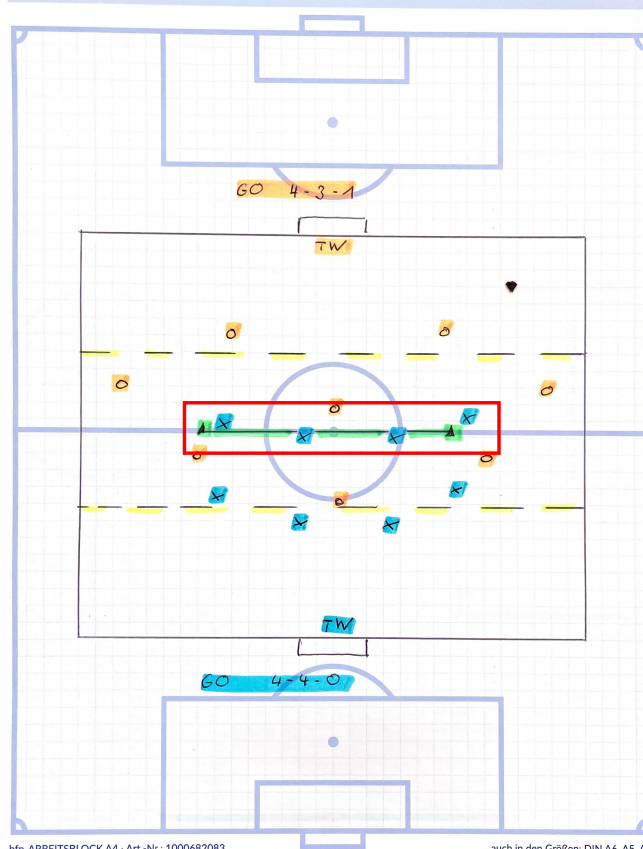 GO 4-3-1
TW
O O
O O
O
X X
X X
O O
X X
O
X X
TW
GO 4-4-0
bfp-ARBEITSBLOCK A4 · Art.-Nr.: 1000682083
auch in den Größen: DIN A6, A5,